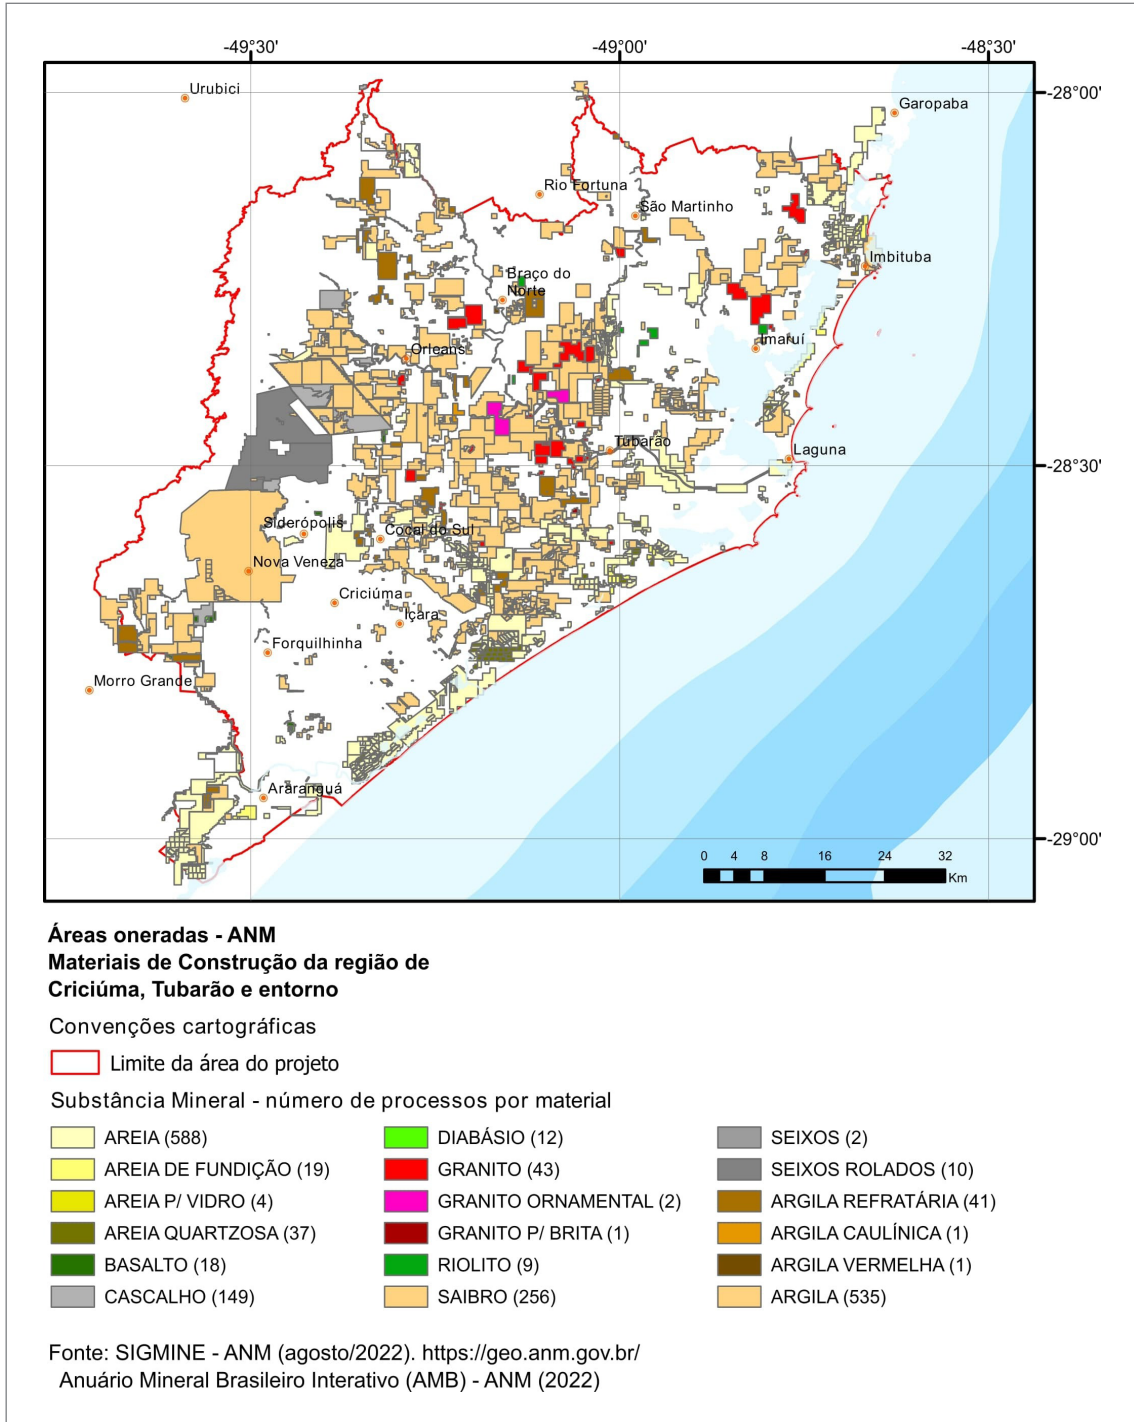 -49°30'
-49°00'
-48°30'
Urubici
-28°00'
Garopaba
Rio Fortuna
São Martinho
Imbituba
Braço do
Norte
Imaruí
Orleans
Tubarão
Laguna
-28°30'
Siderópolis
Cocal do Sul
Nova Veneza
Criciúma
Içara
Forquilhinha
Morro Grande
Araranguá
-29°00'
0 4 8 16 24 32
Km
Áreas oneradas - ANM
Materiais de Construção da região de
Criciúma, Tubarão e entorno
Convenções cartográficas
Limite da área do projeto
Substância Mineral - número de processos por material
AREIA (588)
AREIA DE FUNDIÇÃO (19)
AREIA P/ VIDRO (4)
AREIA QUARTZOSA (37)
BASALTO (18)
CASCALHO (149)
DIABÁSIO (12)
GRANITO (43)
GRANITO ORNAMENTAL (2)
GRANITO P/ BRITA (1)
RIOLITO (9)
SAIBRO (256)
SEIXOS (2)
SEIXOS ROLADOS (10)
ARGILA REFRATÁRIA (41)
ARGILA CAULÍNICA (1)
ARGILA VERMELHA (1)
ARGILA (535)
Fonte: SIGMINE - ANM (agosto/2022). https://geo.anm.gov.br/
Anuário Mineral Brasileiro Interativo (AMB) - ANM (2022)